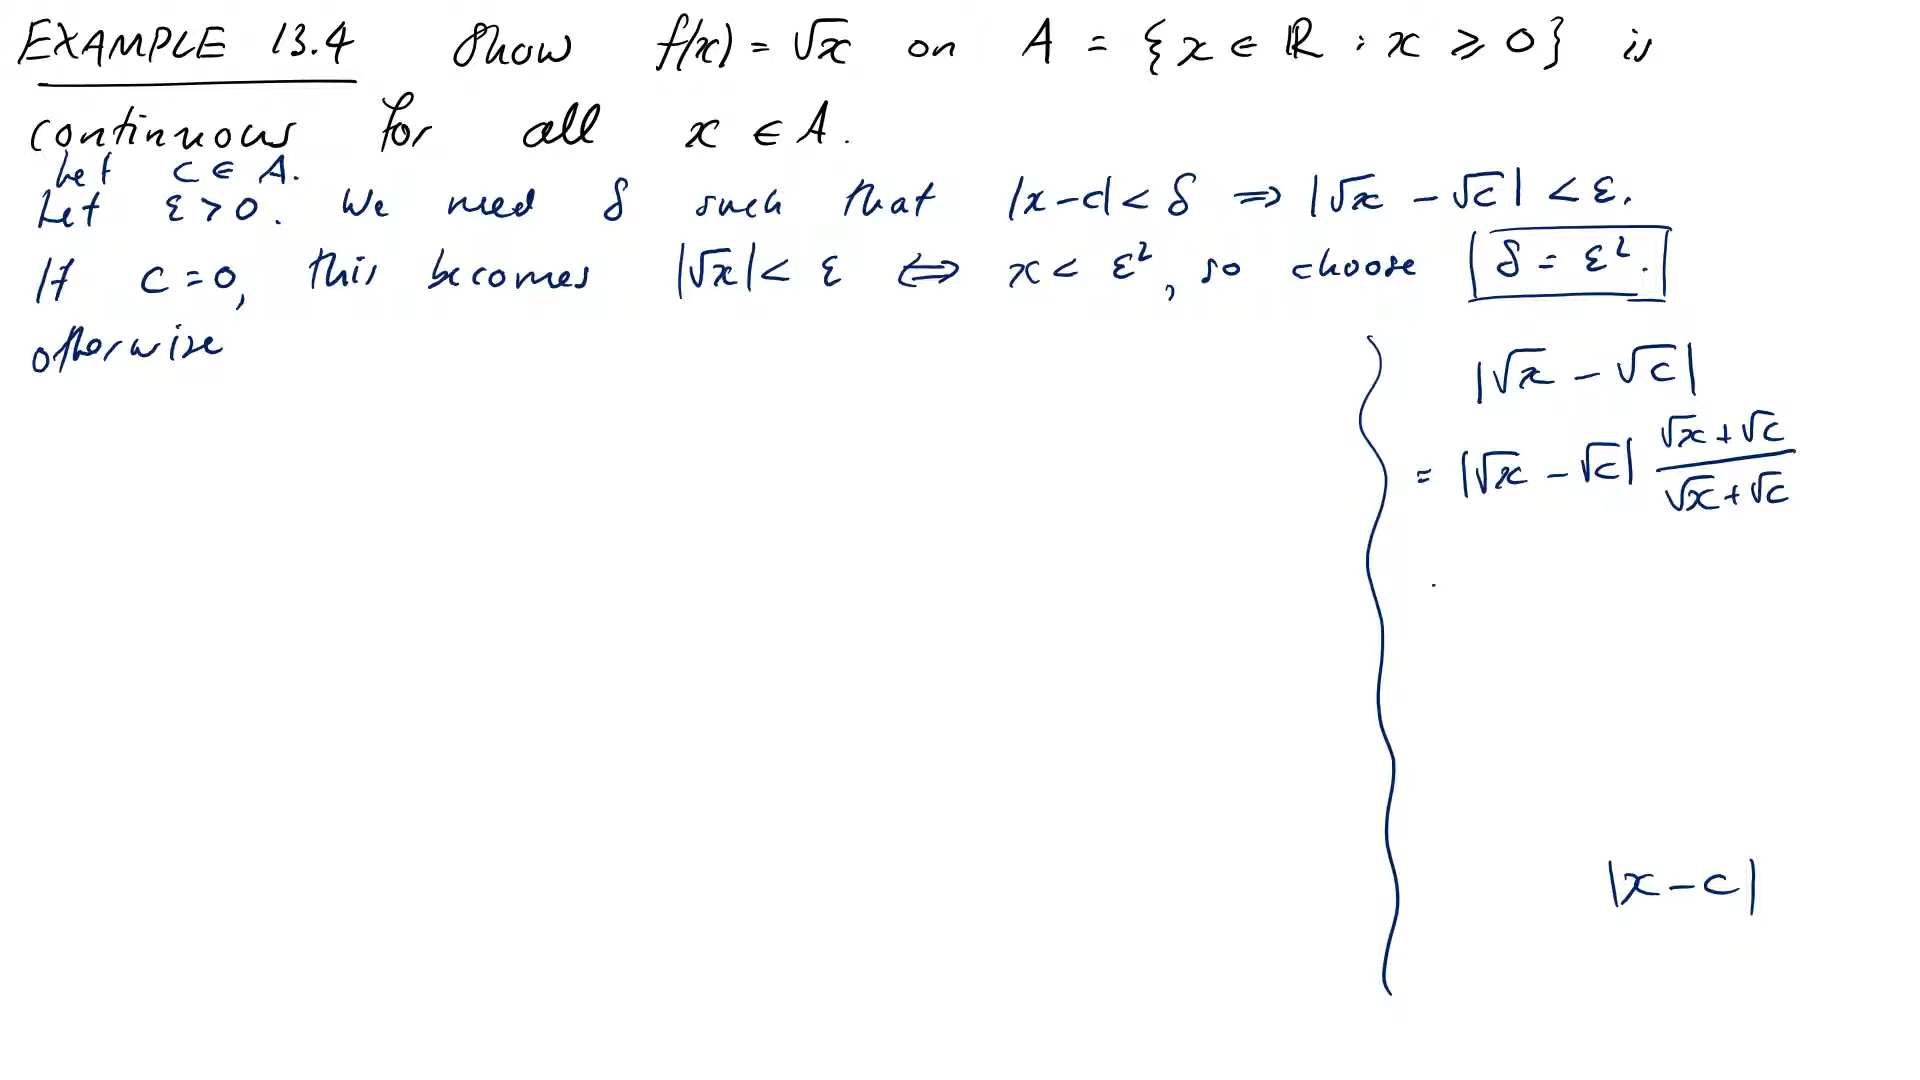 EXAMPLE 13.4 Show f(x) = √x on A = {x ∈ ℝ : x ⩾ 0} is
continuous for all x ∈ A.
Let c ∈ A.
Let ε > 0. We need δ such that |x - c| < δ ⇒ |√x - √c| < ε.
If c = 0, this becomes |√x| < ε ⇔ x < ε², so choose δ = ε².
otherwise
|√x - √c|
= |√x - √c| (√x + √c)/(√x + √c)
|x - c|